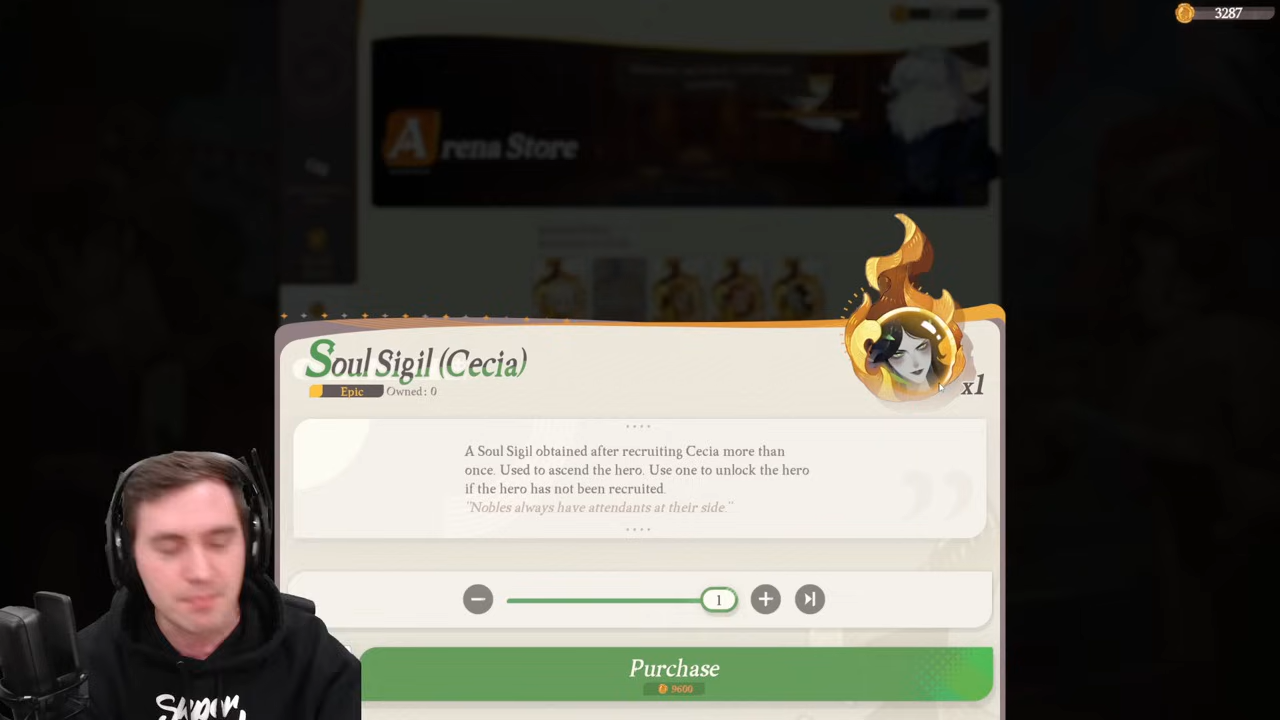 3287
Arena Store
Soul Sigil (Cecia)
Epic
Owned: 0
x1
A Soul Sigil obtained after recruiting Cecia more than
once. Used to ascend the hero. Use one to unlock the hero
if the hero has not been recruited.
"Nobles always have attendants at their side."
1
Purchase
9600
Super